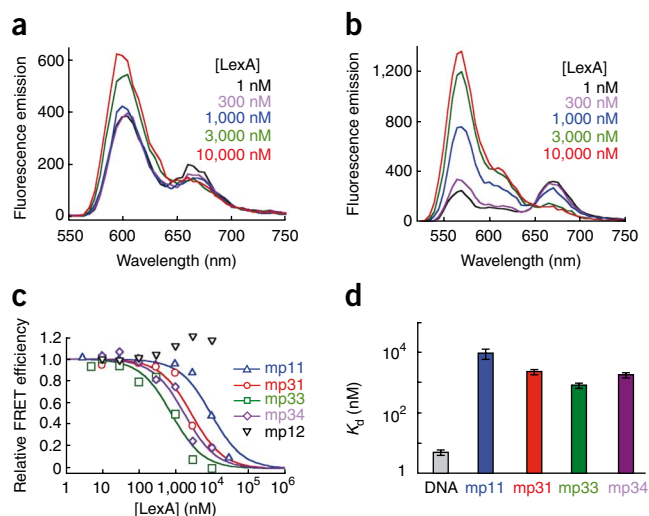 a
Fluorescence emission
600
400
200
0
550 600 650 700 750
Wavelength (nm)
[LexA]
1 nM
300 nM
1,000 nM
3,000 nM
10,000 nM
b
Fluorescence emission
1,200
800
400
0
550 600 650 700 750
Wavelength (nm)
[LexA]
1 nM
300 nM
1,000 nM
3,000 nM
10,000 nM
c
Relative FRET efficiency
1.2
1.0
0.8
0.6
0.4
0.2
0
1 10 100 1,000 10^4 10^5 10^6
[LexA] (nM)
mp11
mp31
mp33
mp34
mp12
d
K_d (nM)
10^4
10^2
1
DNA mp11 mp31 mp33 mp34